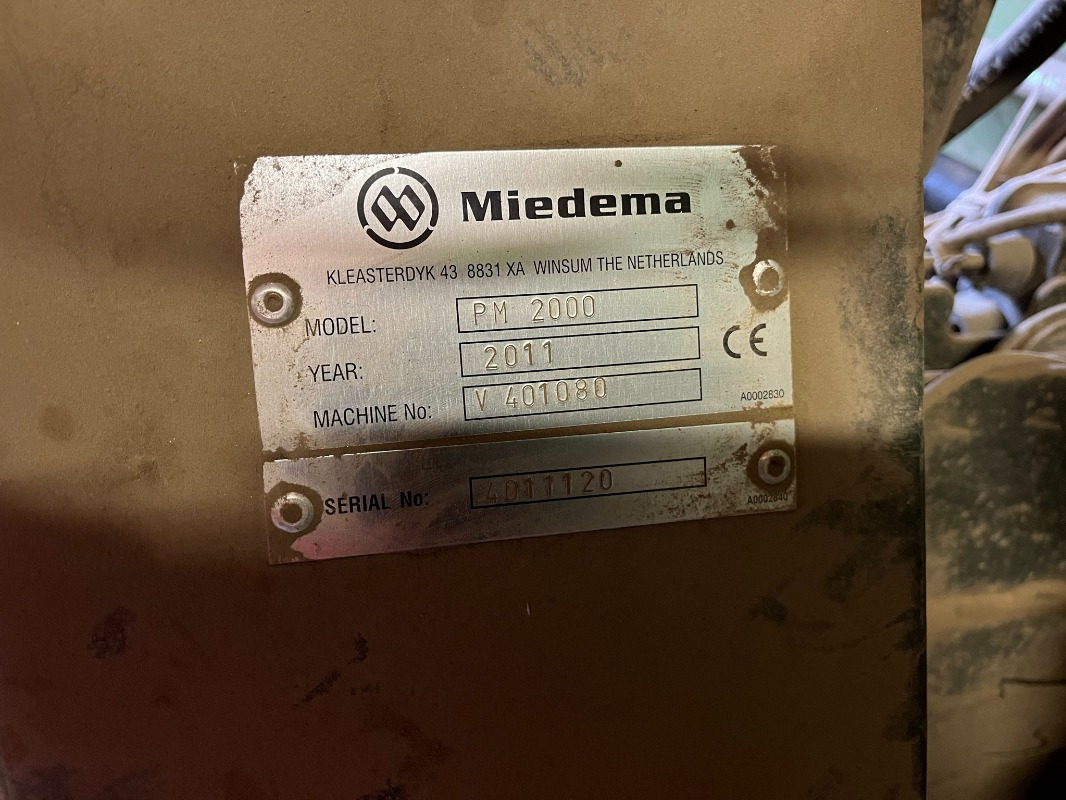 Miedema
KLEASTERDYK 43 8831 XA WINSUM THE NETHERLANDS
MODEL: PM 2000
YEAR: 2011
CE
MACHINE No: V 401080
A0002830
SERIAL No: 4011120
A0002840